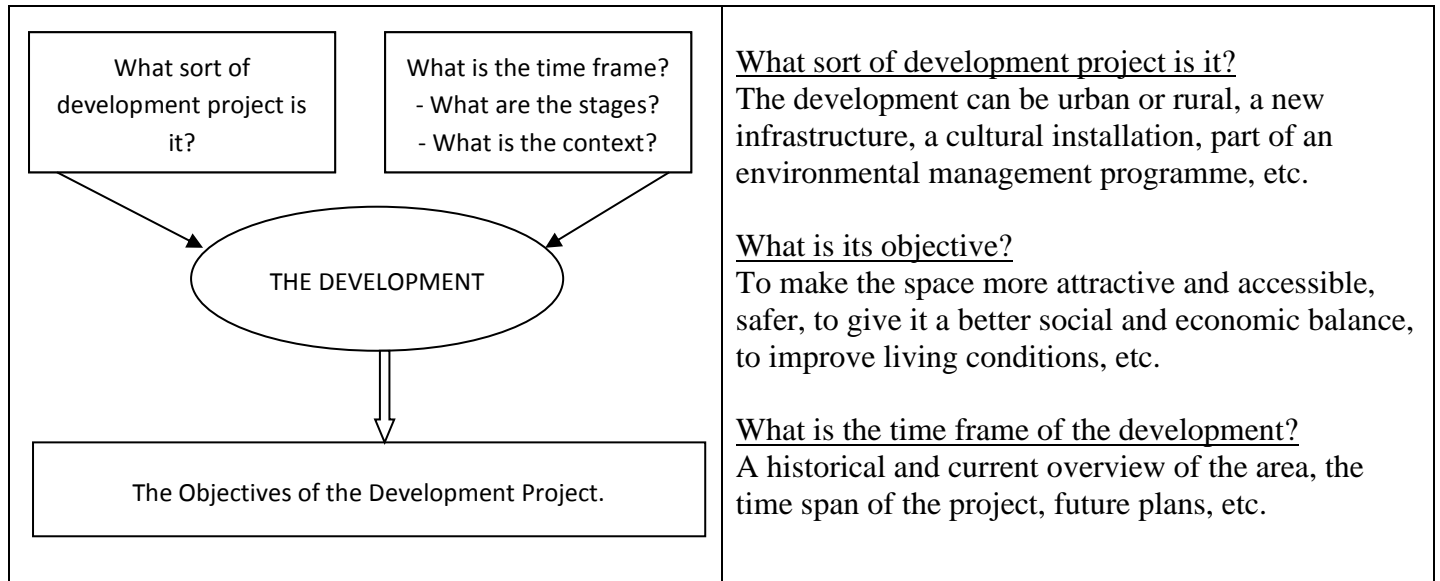 What sort of
development project is
it?
What is the time frame?
- What are the stages?
- What is the context?
THE DEVELOPMENT
The Objectives of the Development Project.
What sort of development project is it?
The development can be urban or rural, a new
infrastructure, a cultural installation, part of an
environmental management programme, etc.
What is its objective?
To make the space more attractive and accessible,
safer, to give it a better social and economic balance,
to improve living conditions, etc.
What is the time frame of the development?
A historical and current overview of the area, the
time span of the project, future plans, etc.